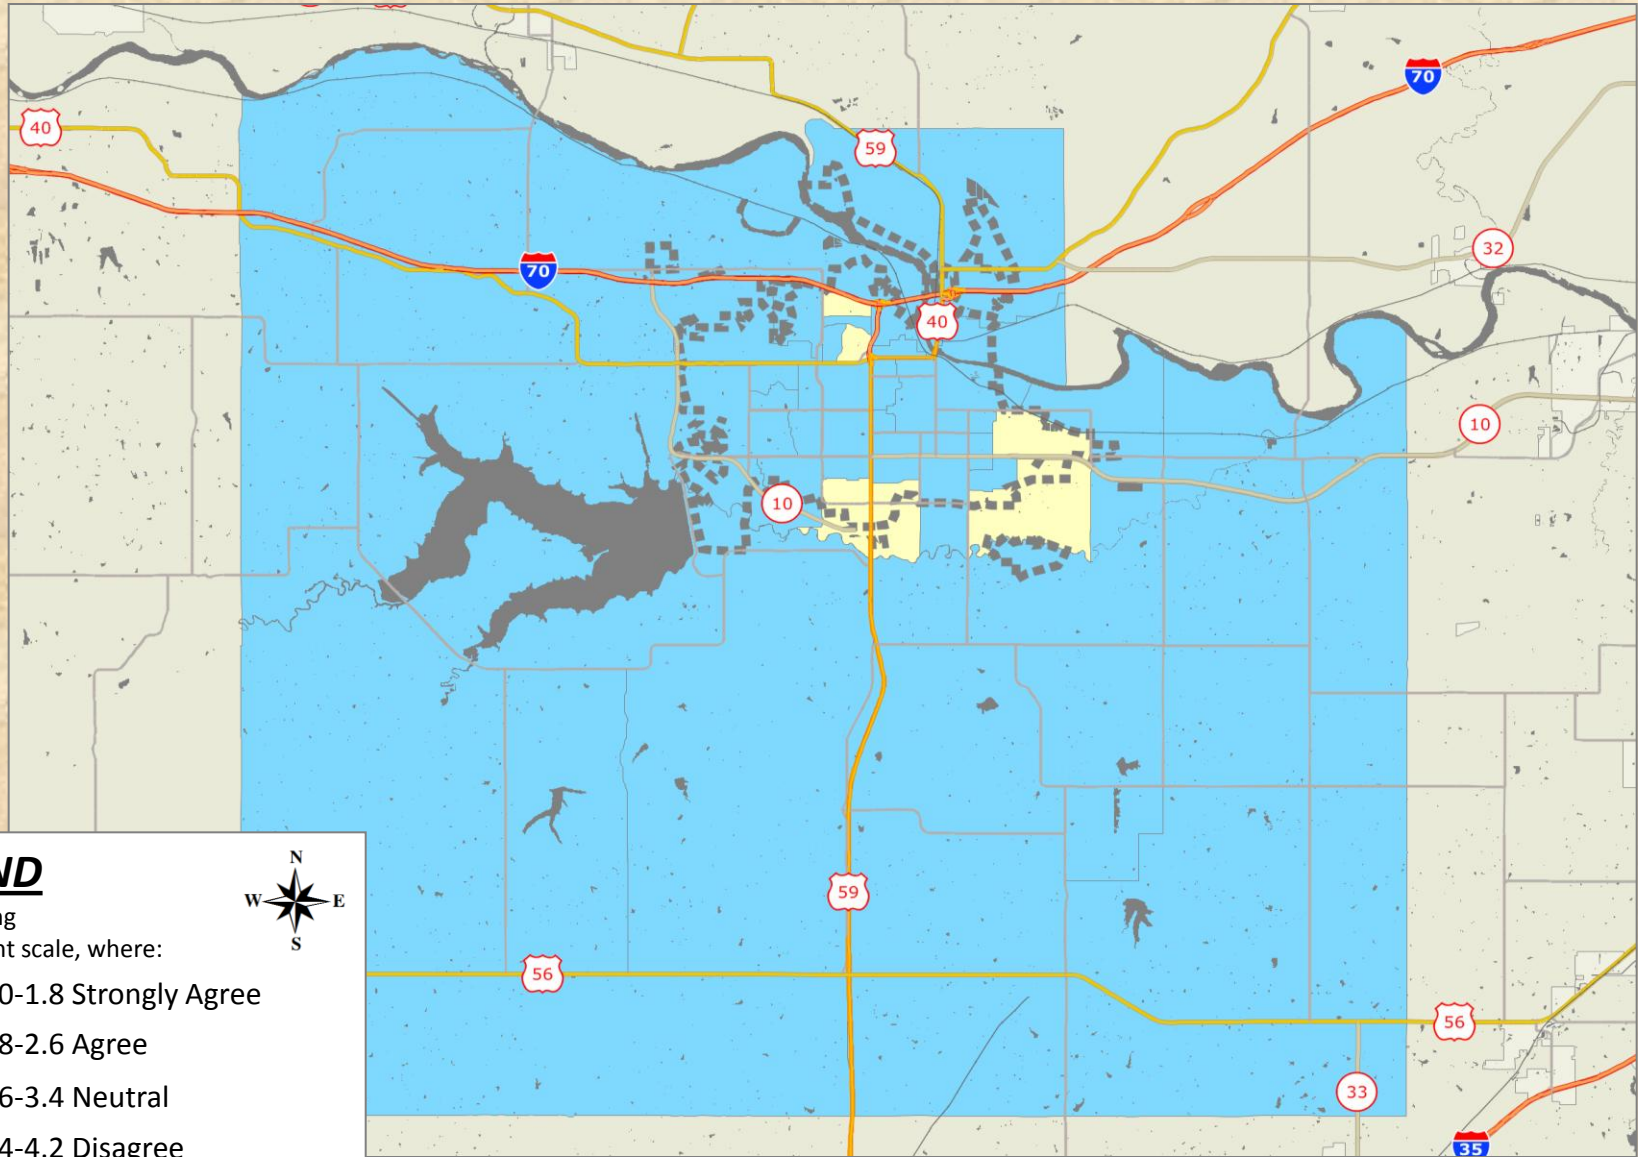 70
40
59
32
70
40
10
10
59
N
W E
S
ND
ng
nt scale, where:
0-1.8 Strongly Agree
56
8-2.6 Agree
56
6-3.4 Neutral
33
4-4.2 Disagree
35